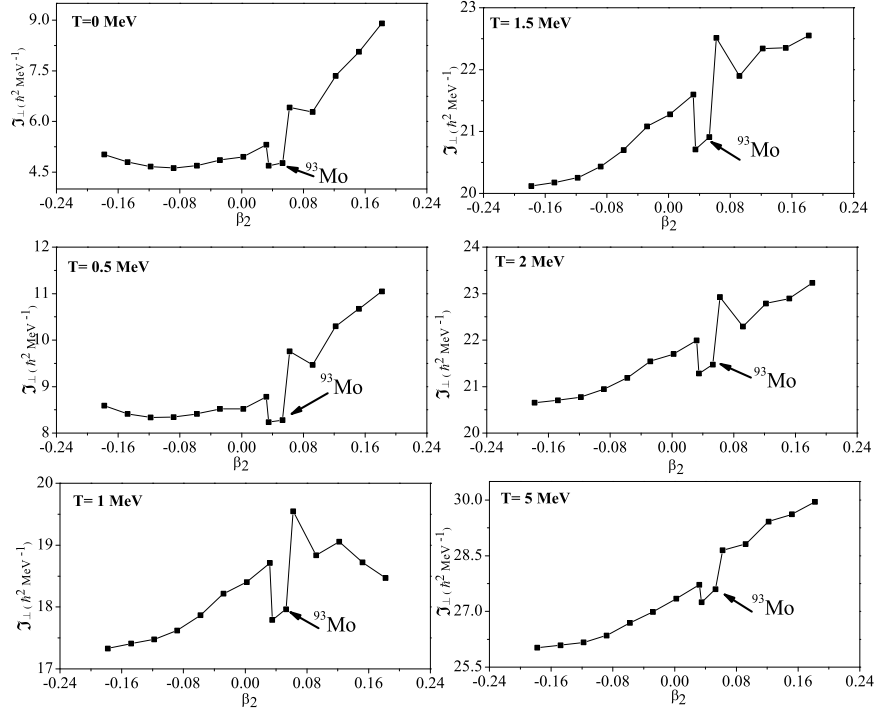 T=0 MeV
9.0
7.5
6.0
4.5
ℑ⊥(ℏ² MeV⁻¹)
⁹³Mo
-0.24 -0.16 -0.08 0.00 0.08 0.16 0.24
β₂
T= 1.5 MeV
23
22
21
20
ℑ⊥(ℏ² MeV⁻¹)
⁹³Mo
-0.24 -0.16 -0.08 0.00 0.08 0.16 0.24
β₂
T= 0.5 MeV
12
11
10
9
8
ℑ⊥(ℏ² MeV⁻¹)
⁹³Mo
-0.24 -0.16 -0.08 0.00 0.08 0.16 0.24
β₂
T= 2 MeV
24
23
22
21
20
ℑ⊥(ℏ² MeV⁻¹)
⁹³Mo
-0.24 -0.16 -0.08 0.00 0.08 0.16 0.24
β₂
T= 1 MeV
20
19
18
17
ℑ⊥(ℏ² MeV⁻¹)
⁹³Mo
-0.24 -0.16 -0.08 0.00 0.08 0.16 0.24
β₂
T= 5 MeV
30.0
28.5
27.0
25.5
ℑ⊥(ℏ² MeV⁻¹)
⁹³Mo
-0.24 -0.16 -0.08 0.00 0.08 0.16 0.24
β₂